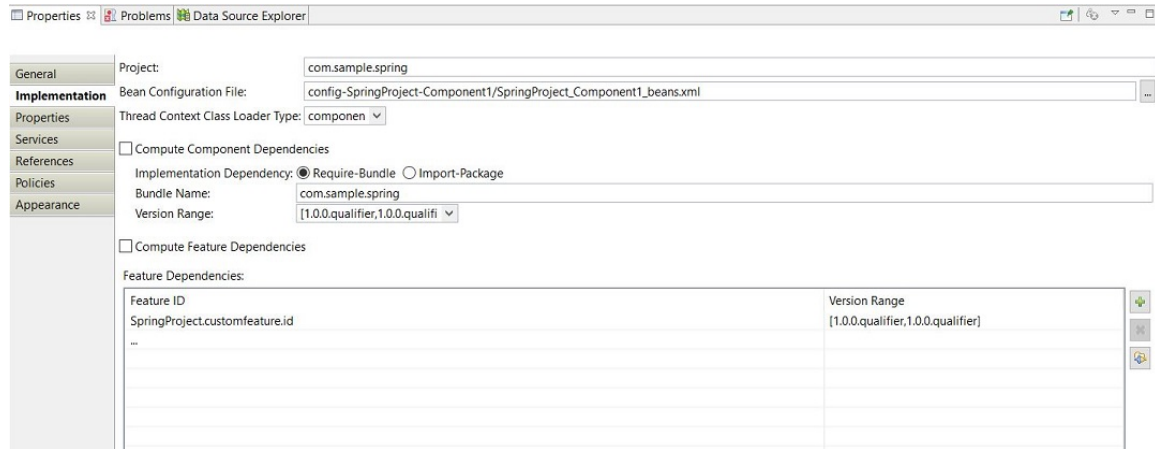 Properties Problems Data Source Explorer
General
Implementation
Properties
Services
References
Policies
Appearance
Project: com.sample.spring
Bean Configuration File: config-SpringProject-Component1/SpringProject_Component1_beans.xml ...
Thread Context Class Loader Type: componen
Compute Component Dependencies
Implementation Dependency: Require-Bundle Import-Package
Bundle Name: com.sample.spring
Version Range: [1.0.0.qualifier,1.0.0.qualifi
Compute Feature Dependencies
Feature Dependencies:
Feature ID Version Range
SpringProject.customfeature.id [1.0.0.qualifier,1.0.0.qualifier]
...